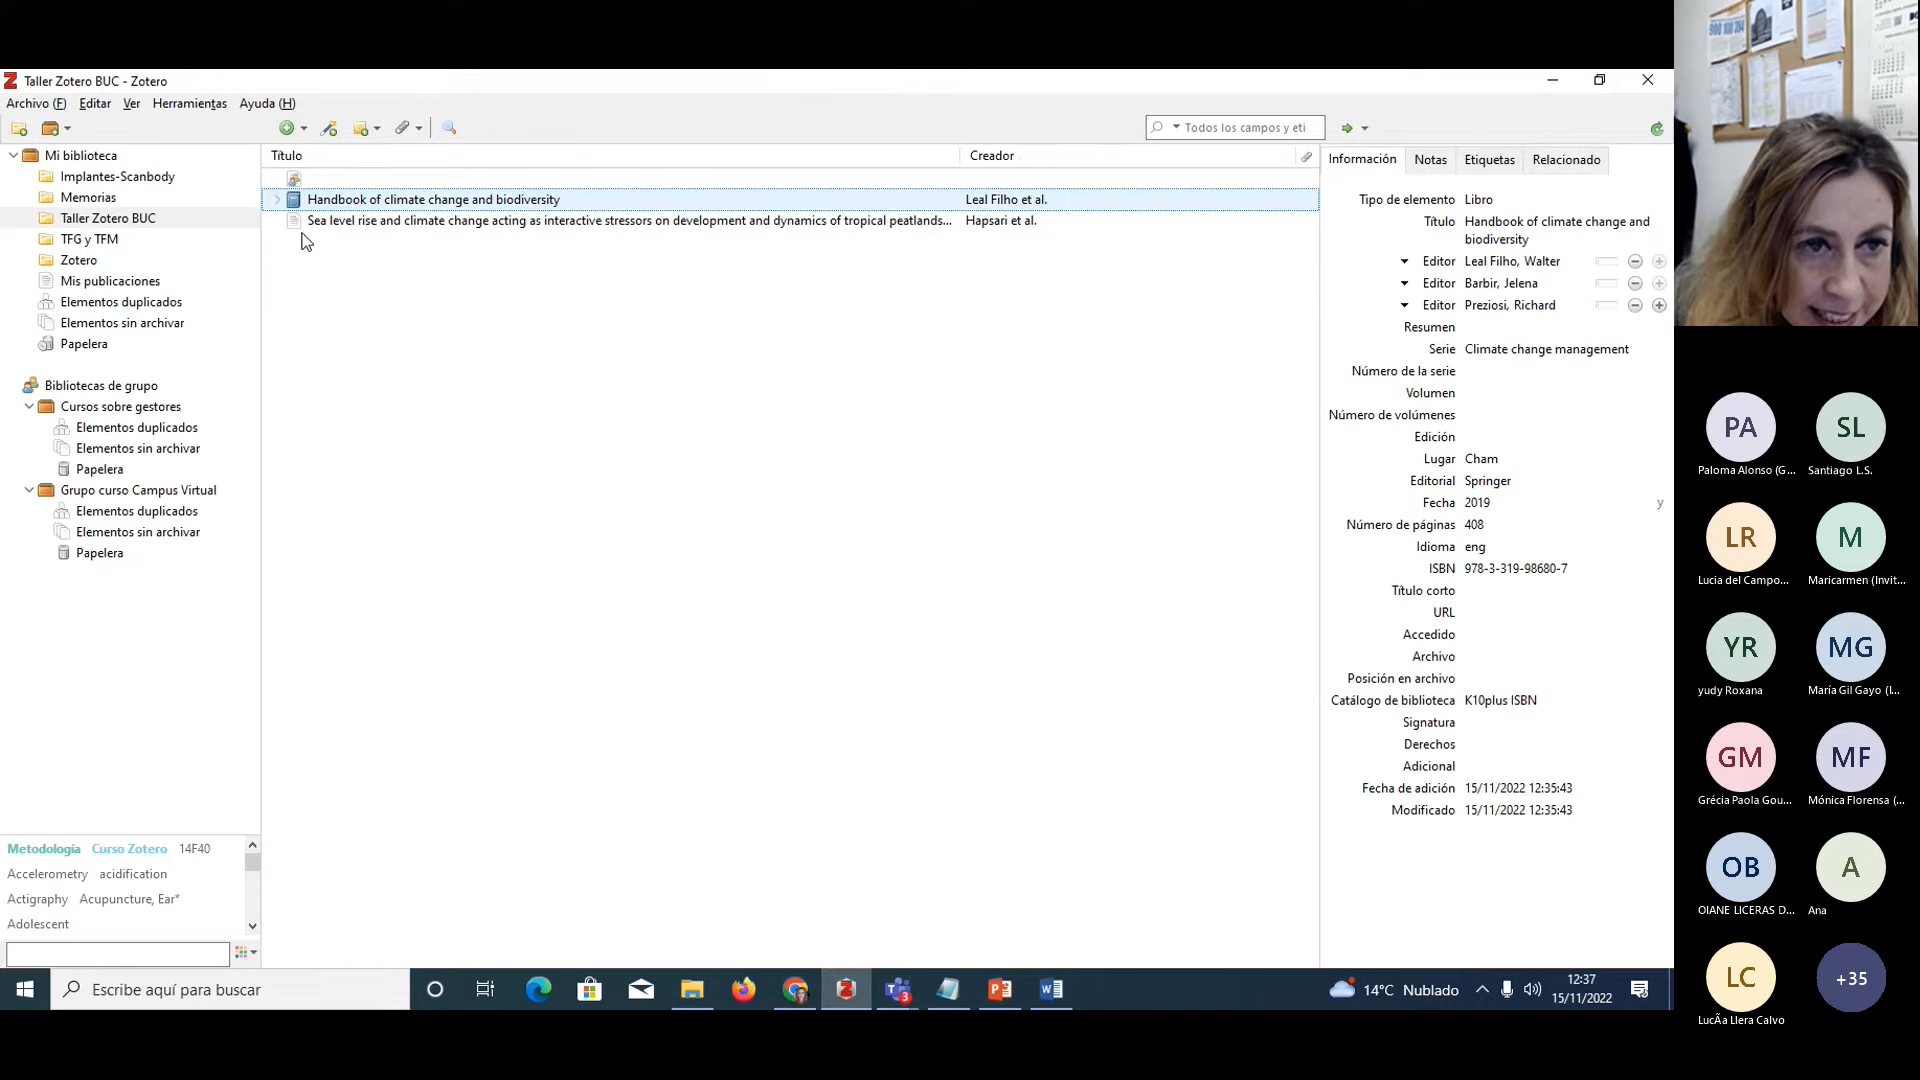 Taller Zotero BUC - Zotero
Archivo (F) Editar Ver Herramientas Ayuda (H)
Todos los campos y eti
Mi biblioteca
Implantes-Scanbody
Memorias
Taller Zotero BUC
TFG y TFM
Zotero
Mis publicaciones
Elementos duplicados
Elementos sin archivar
Papelera
Bibliotecas de grupo
Cursos sobre gestores
Elementos duplicados
Elementos sin archivar
Papelera
Grupo curso Campus Virtual
Elementos duplicados
Elementos sin archivar
Papelera
Metodología Curso Zotero 14F40
Accelerometry acidification
Actigraphy Acupuncture, Ear*
Adolescent
Título Creador
Handbook of climate change and biodiversity Leal Filho et al.
Sea level rise and climate change acting as interactive stressors on development and dynamics of tropical peatlands... Hapsari et al.
Información Notas Etiquetas Relacionado
Tipo de elemento Libro
Título Handbook of climate change and
biodiversity
Editor Leal Filho, Walter
Editor Barbir, Jelena
Editor Preziosi, Richard
Resumen
Serie Climate change management
Número de la serie
Volumen
Número de volúmenes
Edición
Lugar Cham
Editorial Springer
Fecha 2019 y
Número de páginas 408
Idioma eng
ISBN 978-3-319-98680-7
Título corto
URL
Accedido
Archivo
Posición en archivo
Catálogo de biblioteca K10plus ISBN
Signatura
Derechos
Adicional
Fecha de adición 15/11/2022 12:35:43
Modificado 15/11/2022 12:35:43
Escribe aquí para buscar
3
14°C Nublado
12:37
15/11/2022
PA SL
Paloma Alonso (G... Santiago L.S.
LR M
Lucia del Campo... Maricarmen (Invit...
YR MG
yudy Roxana María Gil Gayo (I...
GM MF
Grécia Paola Gou... Mónica Florensa (...
OB A
OIANE LICERAS D... Ana
LC +35
LucÃa Llera Calvo